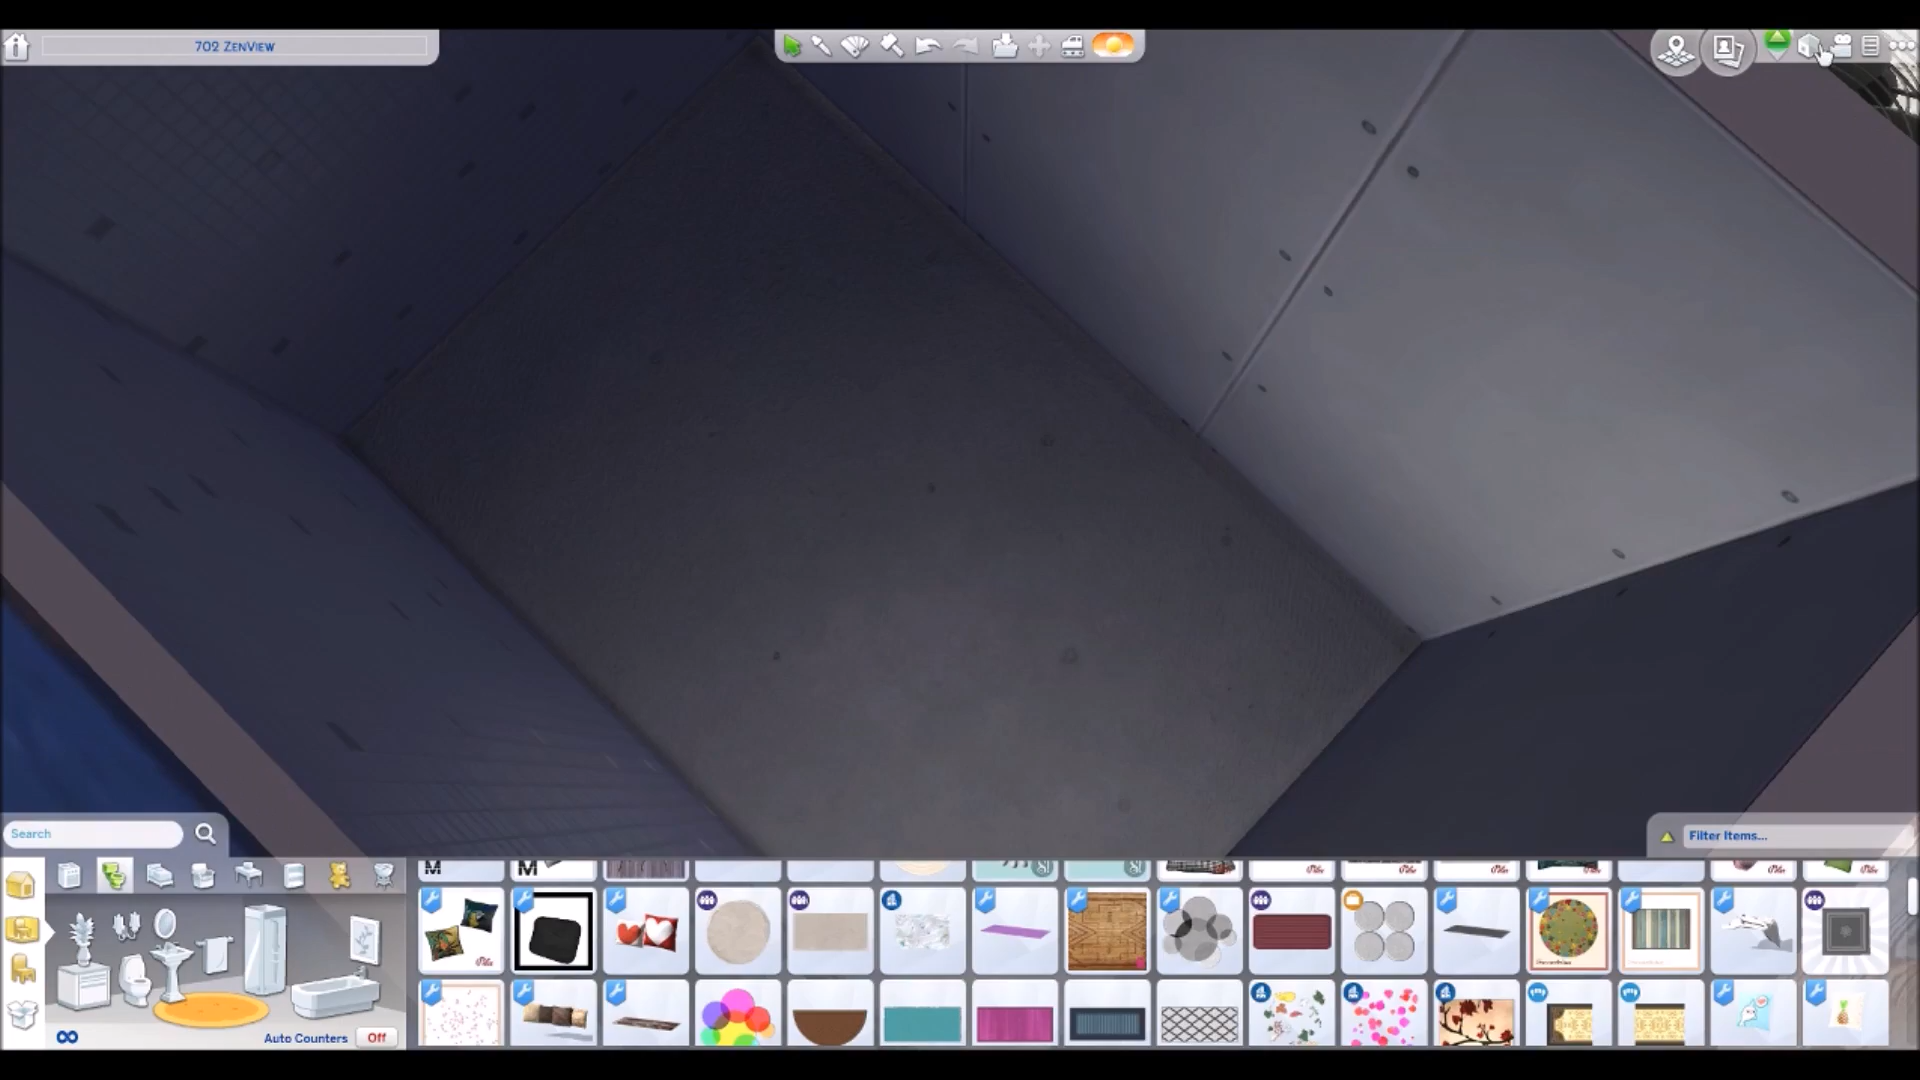 702 ZENVIEW
Search
Filter Items...
M
M
Auto Counters
Off